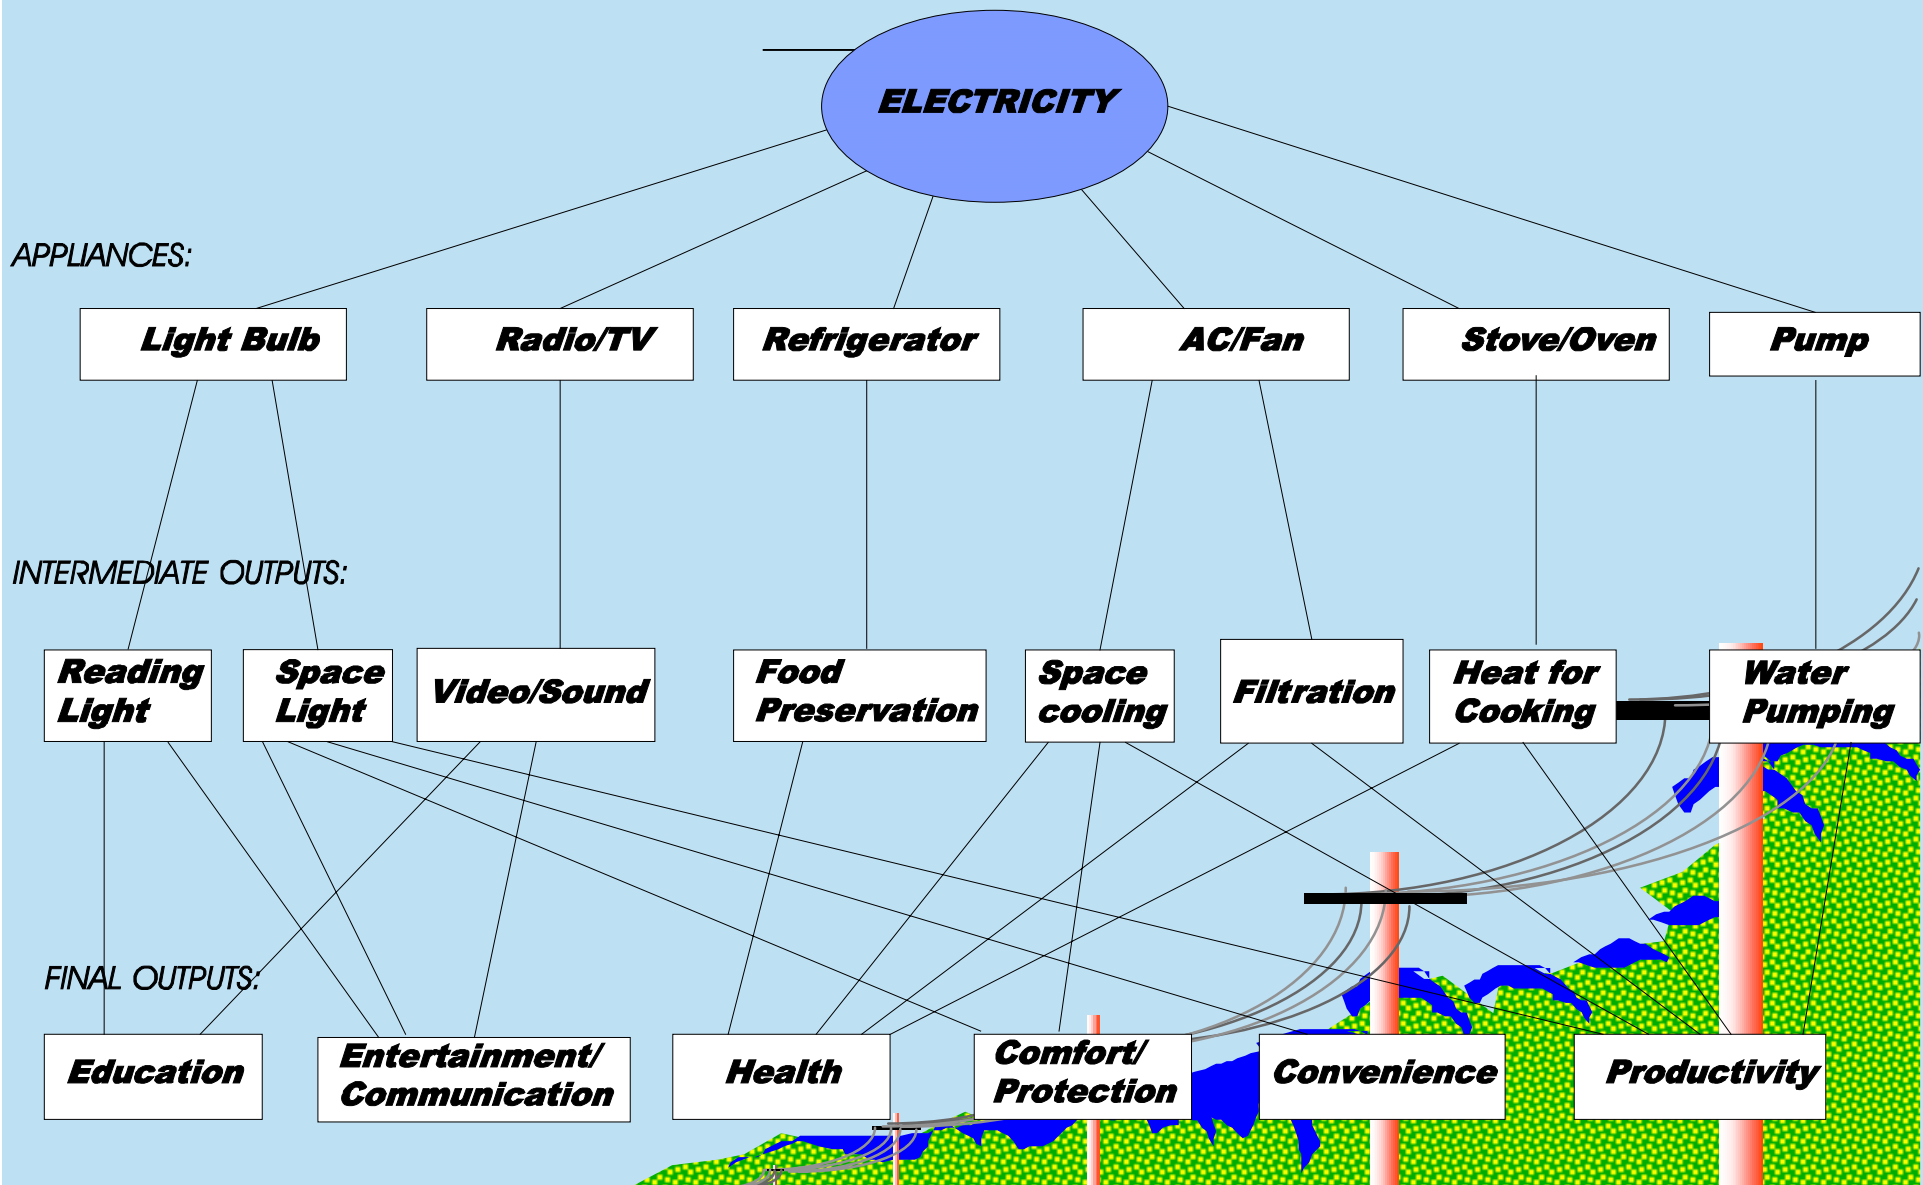 ELECTRICITY
APPLIANCES:
Light Bulb
Radio/TV
Refrigerator
AC/Fan
Stove/Oven
Pump
INTERMEDIATE OUTPUTS:
Reading
Light
Space
Light
Video/Sound
Food
Preservation
Space
cooling
Filtration
Heat for
Cooking
Water
Pumping
FINAL OUTPUTS:
Education
Entertainment/
Communication
Health
Comfort/
Protection
Convenience
Productivity